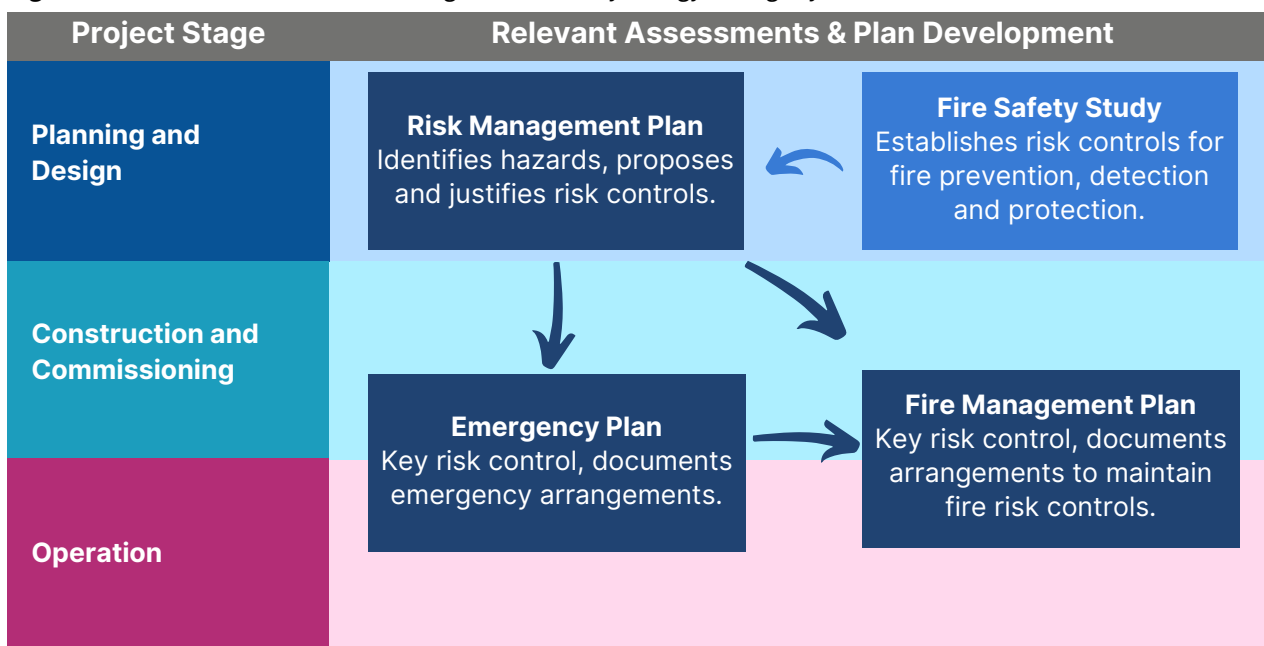 Project Stage
Relevant Assessments & Plan Development
Planning and
Design
Risk Management Plan
Identifies hazards, proposes
and justifies risk controls.
Fire Safety Study
Establishes risk controls for
fire prevention, detection
and protection.
Construction and
Commissioning
Emergency Plan
Key risk control, documents
emergency arrangements.
Fire Management Plan
Key risk control, documents
arrangements to maintain
fire risk controls.
Operation